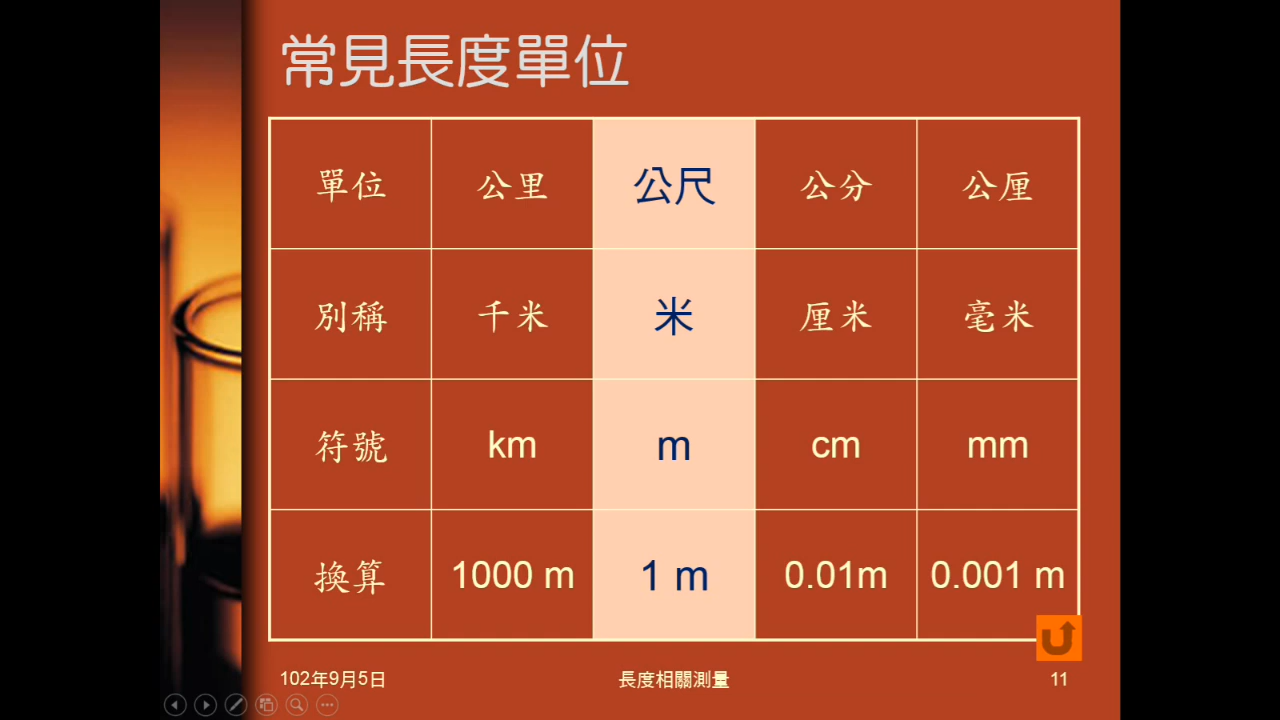 常見長度單位
單位 公里 公尺 公分 公厘
別稱 千米 米 厘米 毫米
符號 km m cm mm
換算 1000 m 1 m 0.01m 0.001 m
102年9月5日 長度相關測量 11